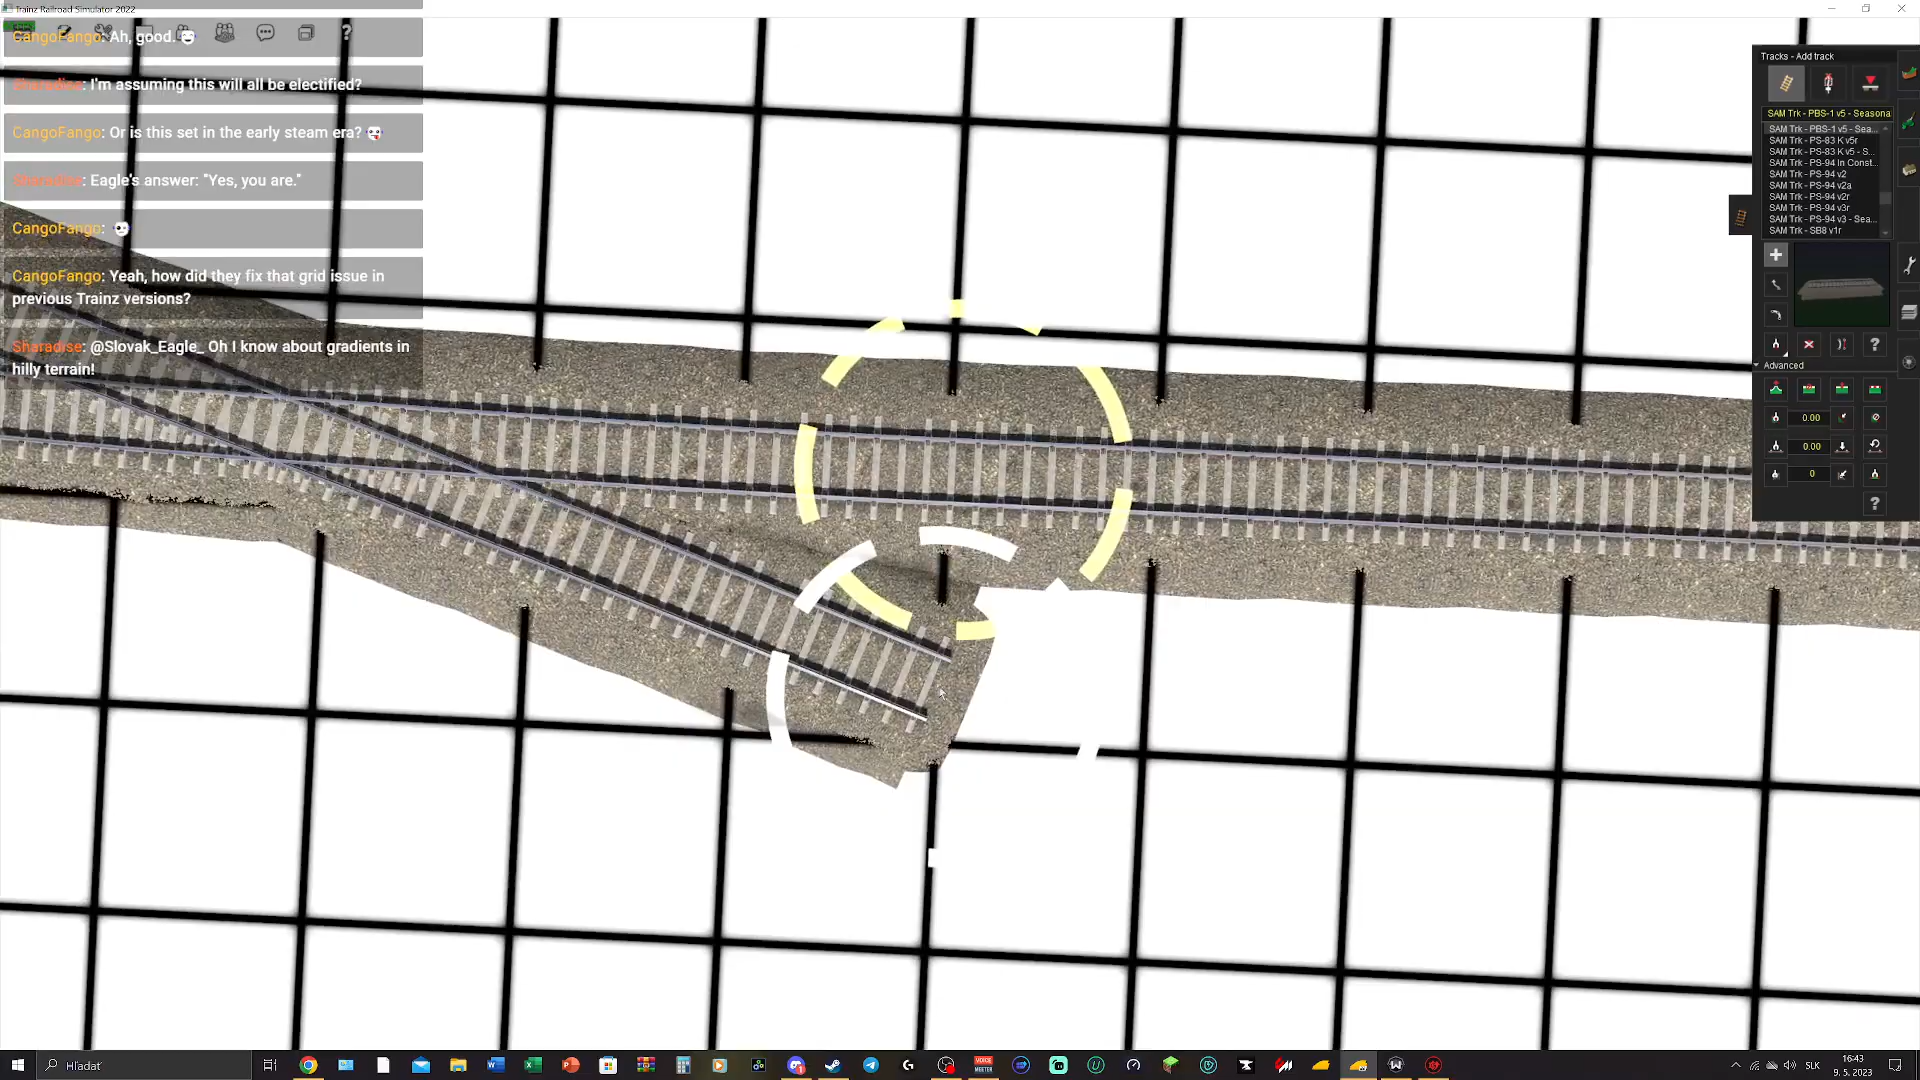 Trainz Railroad Simulator 2022
CangoFango: Ah, good.
Sharadise: I'm assuming this will all be electified?
CangoFango: Or is this set in the early steam era?
Sharadise: Eagle's answer: "Yes, you are."
CangoFango:
CangoFango: Yeah, how did they fix that grid issue in
previous Trainz versions?
Sharadise: @Slovak_Eagle_ Oh I know about gradients in
hilly terrain!
Tracks - Add track
SAM Trk - PBS-1 v5 - Seasona
SAM Trk - PBS-1 v5 - Sea...
SAM Trk - PS-83 K v5r
SAM Trk - PS-83 K v5 - S...
SAM Trk - PS-94 In Const...
SAM Trk - PS-94 v2
SAM Trk - PS-94 v2a
SAM Trk - PS-94 v2r
SAM Trk - PS-94 v3r
SAM Trk - PS-94 v3 - Sea...
SAM Trk - SB8 v1r
Advanced
0.00
0.00
0
Hľadať
VOICE
MEETER
SLK
16:43
9. 5. 2023